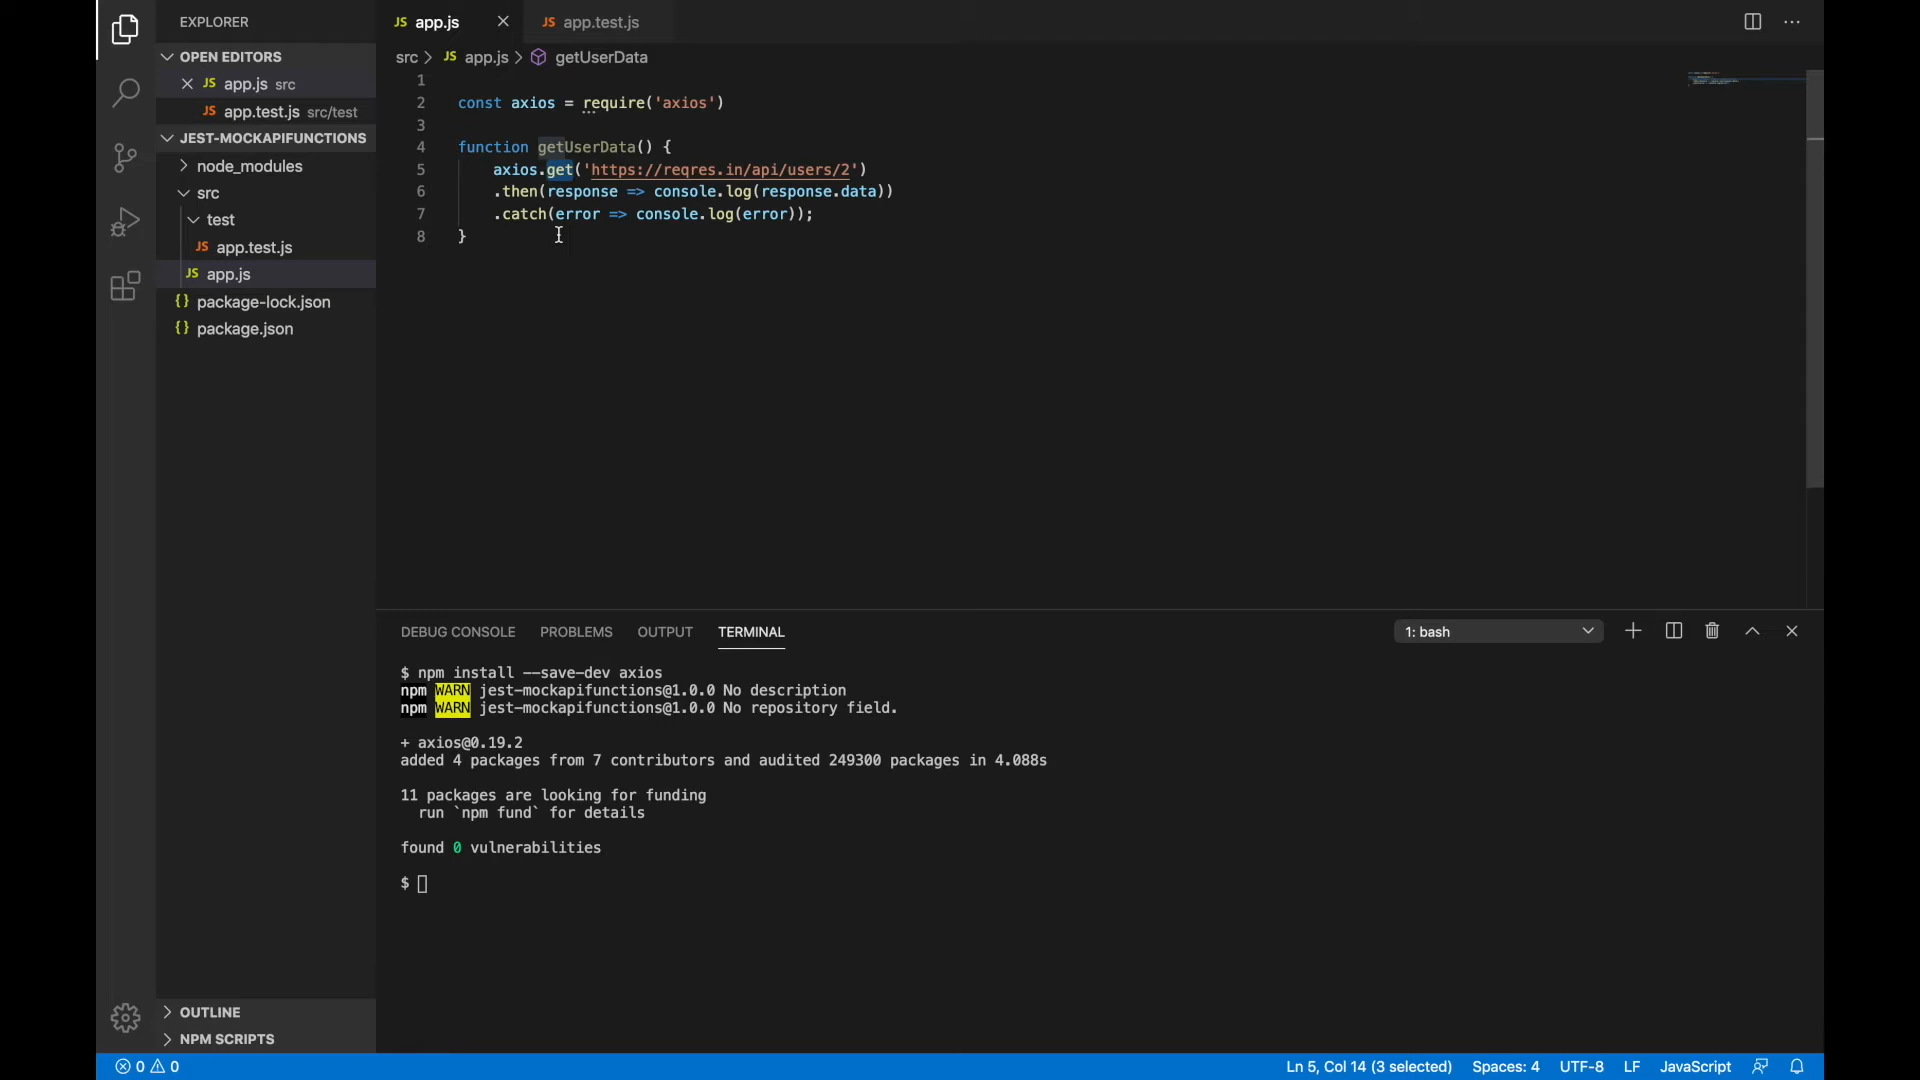 EXPLORER
OPEN EDITORS
JS app.js src
JS app.test.js src/test
JEST-MOCKAPIFUNCTIONS
node_modules
src
test
JS app.test.js
JS app.js
{} package-lock.json
{} package.json
OUTLINE
NPM SCRIPTS
JS app.js
JS app.test.js
src > JS app.js > getUserData
1
2 const axios = require('axios')
3
4 function getUserData() {
5 axios.get('https://reqres.in/api/users/2')
6 .then(response => console.log(response.data))
7 .catch(error => console.log(error));
8 }
DEBUG CONSOLE PROBLEMS OUTPUT TERMINAL 1: bash
$ npm install --save-dev axios
npm WARN jest-mockapifunctions@1.0.0 No description
npm WARN jest-mockapifunctions@1.0.0 No repository field.
+ axios@0.19.2
added 4 packages from 7 contributors and audited 249300 packages in 4.088s
11 packages are looking for funding
run `npm fund` for details
found 0 vulnerabilities
$
0 0 Ln 5, Col 14 (3 selected) Spaces: 4 UTF-8 LF JavaScript